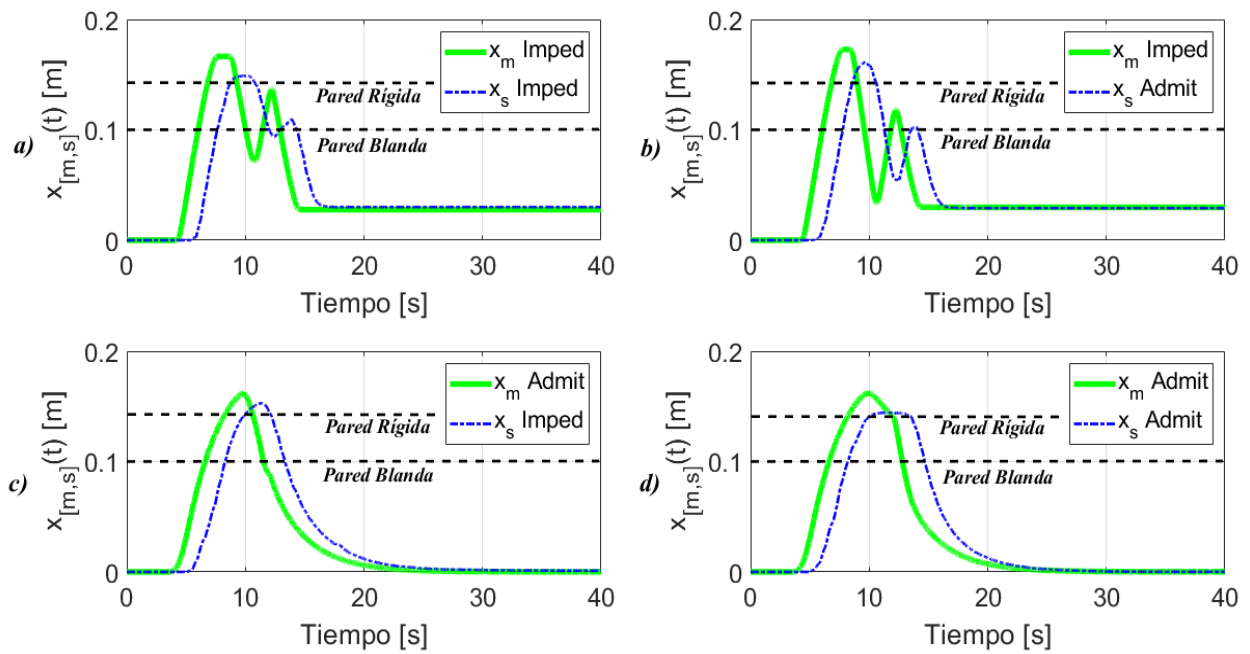 a)
x[m,s](t) [m]
0.2
0.1
0
x_m Imped
x_s Imped
Pared Rígida
Pared Blanda
0 10 20 30 40
Tiempo [s]
b)
x[m,s](t) [m]
0.2
0.1
0
x_m Imped
x_s Admit
Pared Rígida
Pared Blanda
0 10 20 30 40
Tiempo [s]
c)
x[m,s](t) [m]
0.2
0.1
0
x_m Admit
x_s Imped
Pared Rígida
Pared Blanda
0 10 20 30 40
Tiempo [s]
d)
x[m,s](t) [m]
0.2
0.1
0
x_m Admit
x_s Admit
Pared Rígida
Pared Blanda
0 10 20 30 40
Tiempo [s]